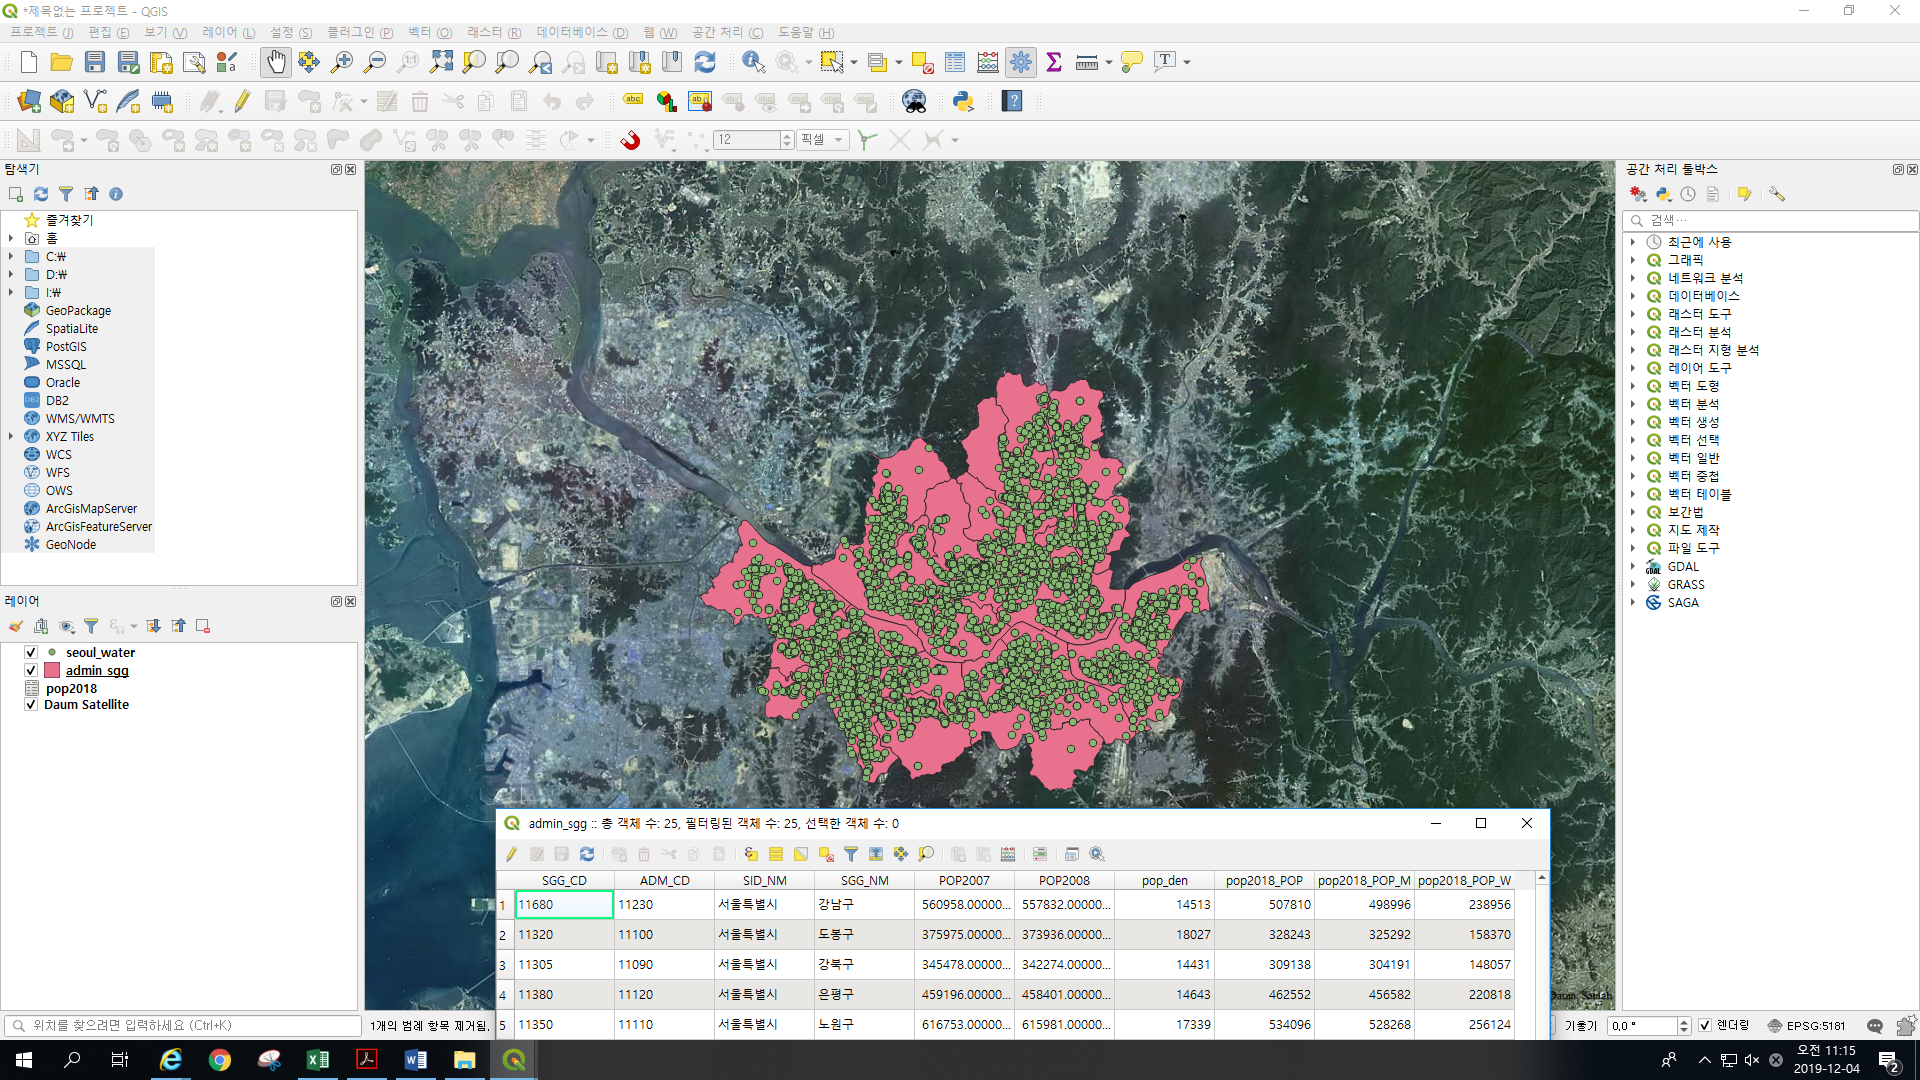 *제목없는 프로젝트 - QGIS
프로젝트 (J) 편집 (E) 보기 (V) 레이어 (L) 설정 (S) 플러그인 (P) 벡터 (O) 래스터 (R) 데이터베이스 (D) 웹 (W) 공간 처리 (C) 도움말 (H)
12 픽셀
탐색기
즐겨찾기
홈
C:₩
D:₩
I:₩
GeoPackage
SpatiaLite
PostGIS
MSSQL
Oracle
DB2
WMS/WMTS
XYZ Tiles
WCS
WFS
OWS
ArcGisMapServer
ArcGisFeatureServer
GeoNode
레이어
seoul_water
admin_sgg
pop2018
Daum Satellite
공간 처리 툴박스
검색…
최근에 사용
그래픽
네트워크 분석
데이터베이스
래스터 도구
래스터 분석
래스터 지형 분석
레이어 도구
벡터 도형
벡터 분석
벡터 생성
벡터 선택
벡터 일반
벡터 중첩
벡터 테이블
보간법
지도 제작
파일 도구
GDAL
GRASS
SAGA
admin_sgg :: 총 객체 수: 25, 필터링된 객체 수: 25, 선택한 객체 수: 0
SGG_CD ADM_CD SID_NM SGG_NM POP2007 POP2008 pop_den pop2018_POP pop2018_POP_M pop2018_POP_W
1 11680 11230 서울특별시 강남구 560958.00000... 557832.00000... 14513 507810 498996 238956
2 11320 11100 서울특별시 도봉구 375975.00000... 373936.00000... 18027 328243 325292 158370
3 11305 11090 서울특별시 강북구 345478.00000... 342274.00000... 14431 309138 304191 148057
4 11380 11120 서울특별시 은평구 459196.00000... 458401.00000... 14643 462552 456582 220818
5 11350 11110 서울특별시 노원구 616753.00000... 615981.00000... 17339 534096 528268 256124
위치를 찾으려면 입력하세요 (Ctrl+K)
1개의 범례 항목 제거됨.
기울기 0.0 ° 렌더링 EPSG:5181
오전 11:15
2019-12-04
2